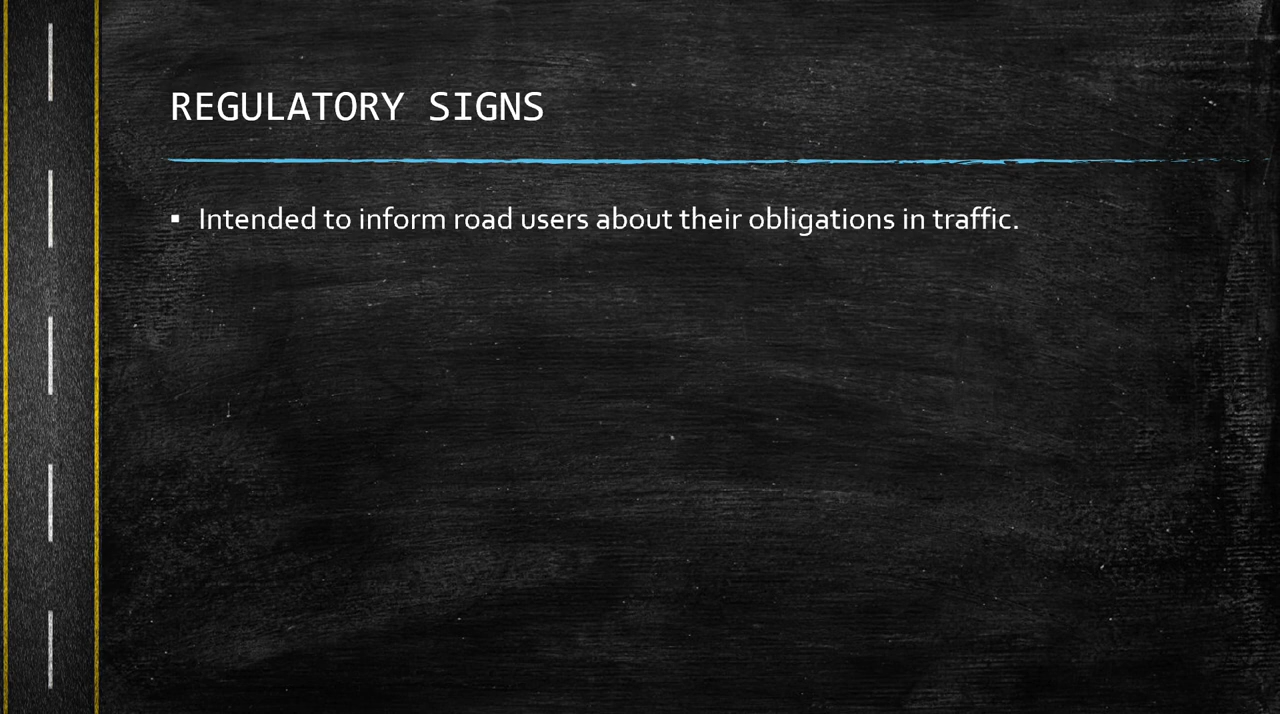 REGULATORY SIGNS
▪ Intended to inform road users about their obligations in traffic.